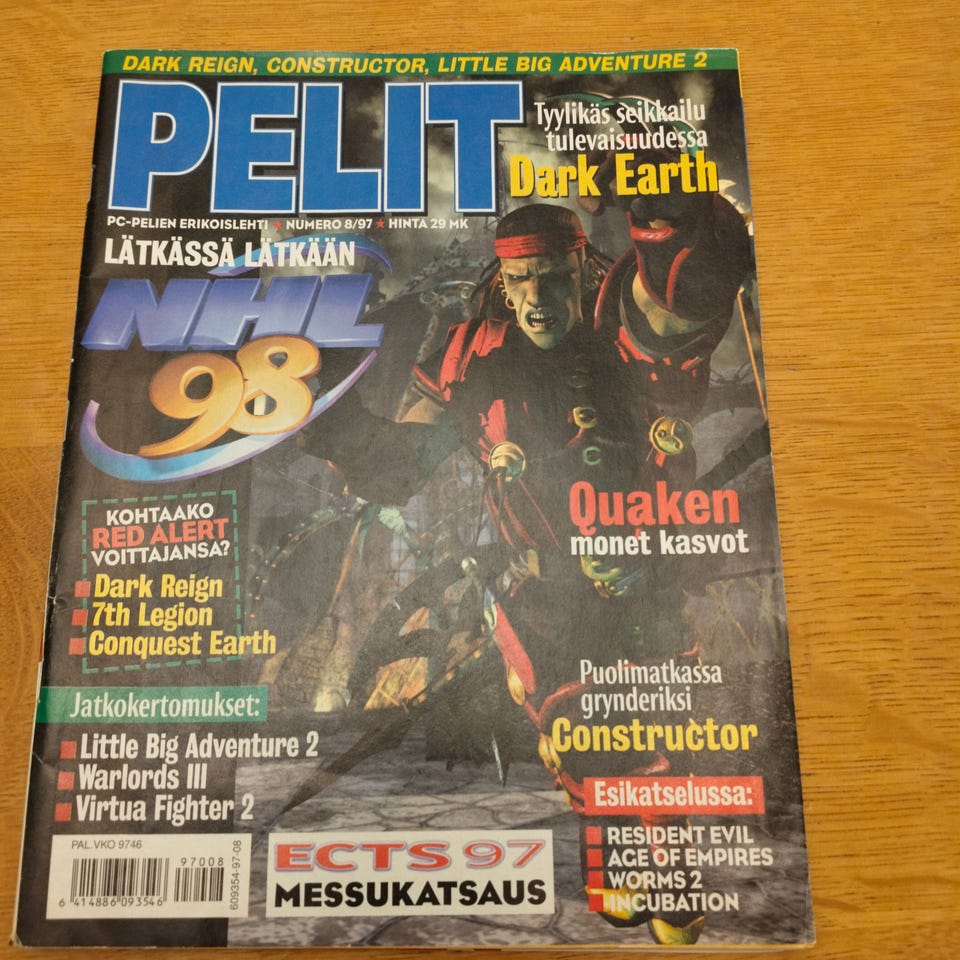 DARK REIGN, CONSTRUCTOR, LITTLE BIG ADVENTURE 2
PELIT
PC-PELIEN ERIKOISLEHTI ★ NUMERO 8/97 ★ HINTA 29 MK
Tyylikäs seikkailu
tulevaisuudessa
Dark Earth
LÄTKÄSSÄ LÄTKÄÄN
NHL
98
Quaken
monet kasvot
KOHTAAKO
RED ALERT
VOITTAJANSA?
Dark Reign
7th Legion
Conquest Earth
Puolimatkassa
grynderiksi
Constructor
Jatkokertomukset:
Little Big Adventure 2
Warlords III
Virtua Fighter 2
Esikatselussa:
RESIDENT EVIL
AGE OF EMPIRES
WORMS 2
INCUBATION
PAL.VKO 9746
97008
6 414886 093546
609354-97-08
ECTS 97
MESSUKATSAUS